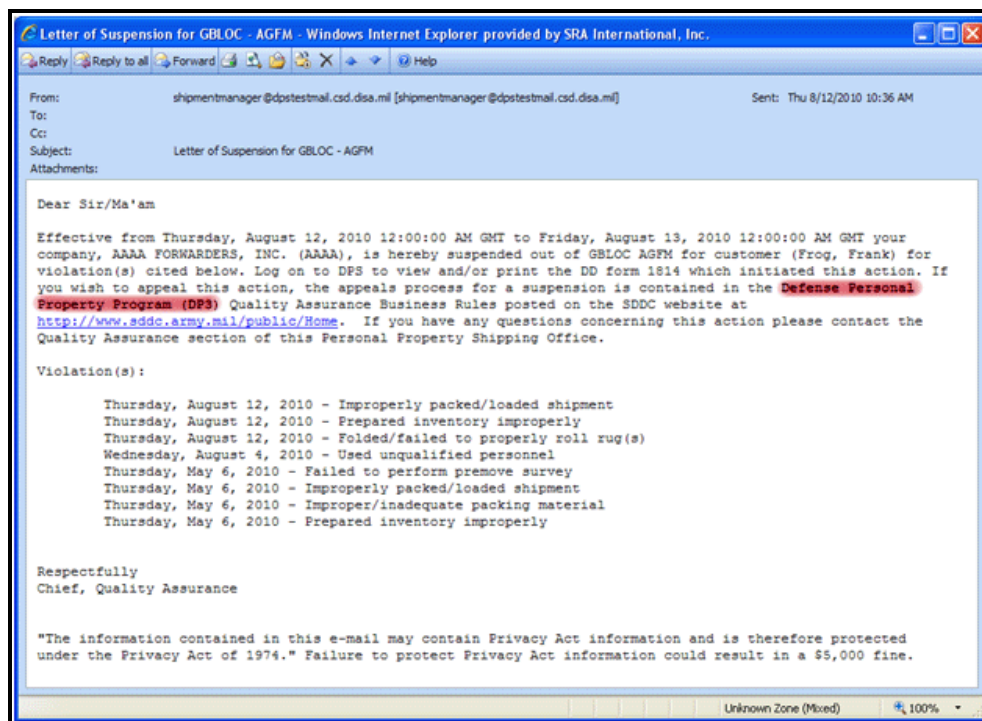 Letter of Suspension for GBLOC - AGFM - Windows Internet Explorer provided by SRA International, Inc.
Reply Reply to all Forward Help
From: shipmentmanager@dpstestmail.csd.disa.mil [shipmentmanager@dpstestmail.csd.disa.mil] Sent: Thu 8/12/2010 10:36 AM
To:
Cc:
Subject: Letter of Suspension for GBLOC - AGFM
Attachments:
Dear Sir/Ma'am
Effective from Thursday, August 12, 2010 12:00:00 AM GMT to Friday, August 13, 2010 12:00:00 AM GMT your
company, AAAA FORWARDERS, INC. (AAAA), is hereby suspended out of GBLOC AGFM for customer (Frog, Frank) for
violation(s) cited below. Log on to DPS to view and/or print the DD form 1814 which initiated this action. If
you wish to appeal this action, the appeals process for a suspension is contained in the Defense Personal
Property Program (DP3) Quality Assurance Business Rules posted on the SDDC website at
http://www.sddc.army.mil/public/Home. If you have any questions concerning this action please contact the
Quality Assurance section of this Personal Property Shipping Office.
Violation(s):
Thursday, August 12, 2010 - Improperly packed/loaded shipment
Thursday, August 12, 2010 - Prepared inventory improperly
Thursday, August 12, 2010 - Folded/failed to properly roll rug(s)
Wednesday, August 4, 2010 - Used unqualified personnel
Thursday, May 6, 2010 - Failed to perform premove survey
Thursday, May 6, 2010 - Improperly packed/loaded shipment
Thursday, May 6, 2010 - Improper/inadequate packing material
Thursday, May 6, 2010 - Prepared inventory improperly
Respectfully
Chief, Quality Assurance
"The information contained in this e-mail may contain Privacy Act information and is therefore protected
under the Privacy Act of 1974." Failure to protect Privacy Act information could result in a $5,000 fine.
Unknown Zone (Mixed) 100%